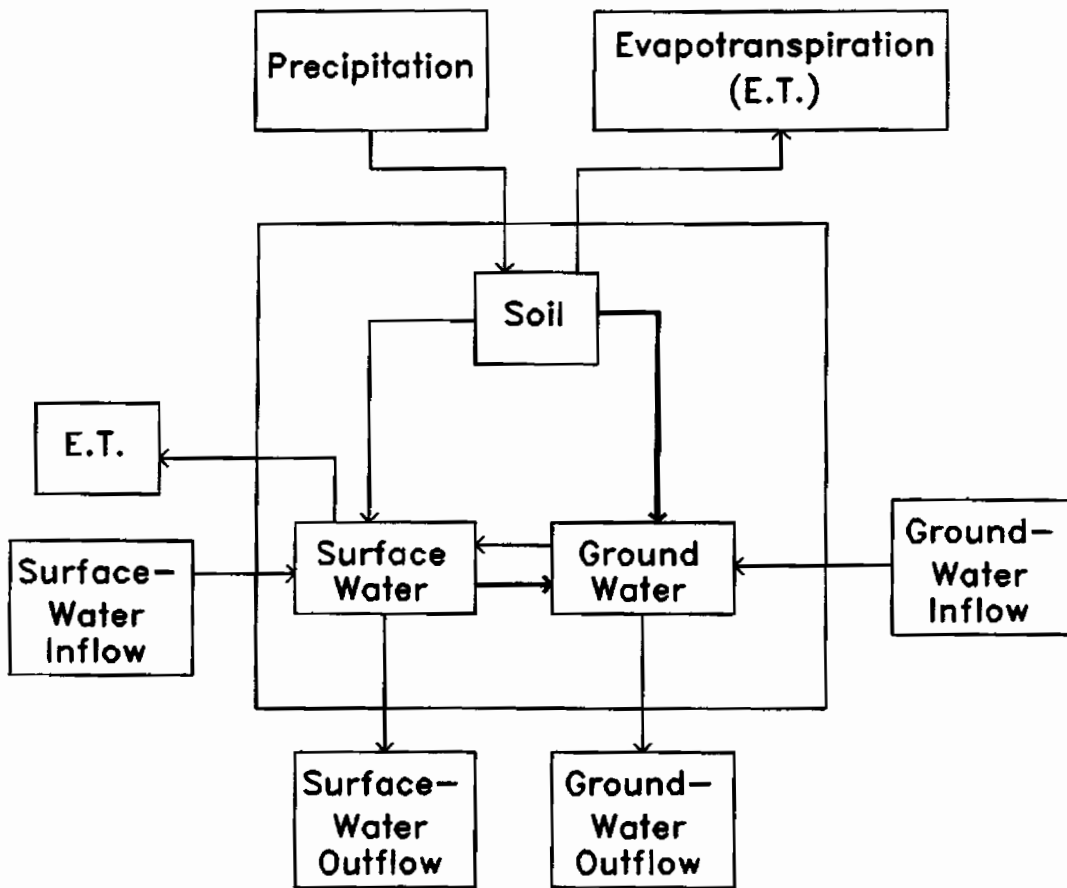 Precipitation
Evapotranspiration
(E.T.)
Soil
E.T.
Surface
Water
Ground
Water
Surface-
Water
Inflow
Ground-
Water
Inflow
Surface-
Water
Outflow
Ground-
Water
Outflow